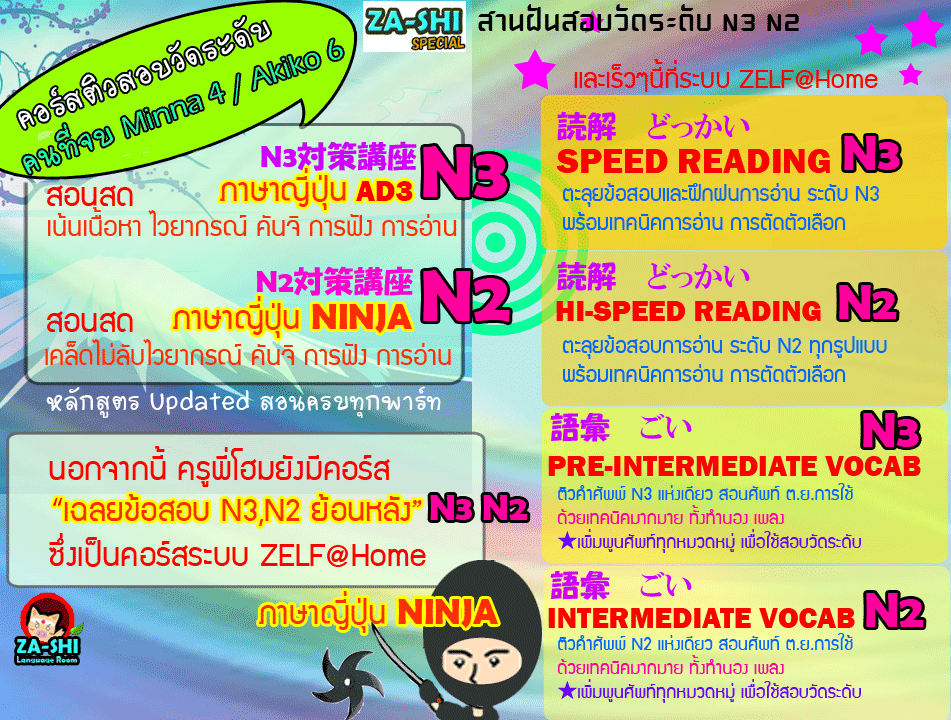 คอร์สติวสอบวัดระดับ
คนที่จบ Minna 4 / Akiko 6
ZA-SHI
SPECIAL
สานฝันสอบวัดระดับ N3 N2
N3対策講座 N3
ภาษาญี่ปุ่น AD3
สอนสด
เน้นเนื้อหา ไวยากรณ์ คันจิ การฟัง การอ่าน
N2対策講座 N2
ภาษาญี่ปุ่น NINJA
สอนสด
เคล็ดไม่ลับไวยากรณ์ คันจิ การฟัง การอ่าน
หลักสูตร Updated สอนครบทุกพาร์ท
นอกจากนี้ ครูพี่โฮมยังมีคอร์ส
“เฉลยข้อสอบ N3,N2 ย้อนหลัง” N3 N2
ซึ่งเป็นคอร์สระบบ ZELF@Home
ภาษาญี่ปุ่น NINJA
ZA-SHI
Language Room
และเร็วๆนี้ที่ระบบ ZELF@Home
読解 どっかい
SPEED READING N3
ตะลุยข้อสอบและฝึกฝนการอ่าน ระดับ N3
พร้อมเทคนิคการอ่าน การตัดตัวเลือก
読解 どっかい
HI-SPEED READING N2
ตะลุยข้อสอบการอ่าน ระดับ N2 ทุกรูปแบบ
พร้อมเทคนิคการอ่าน การตัดตัวเลือก
語彙 ごい N3
PRE-INTERMEDIATE VOCAB
ติวคำศัพท์ N3 แห่งเดียว สอนศัพท์ ต.ย.การใช้
ด้วยเทคนิคมากมาย ทั้งทำนอง เพลง
★เพิ่มพูนศัพท์ทุกหมวดหมู่ เพื่อใช้สอบวัดระดับ
語彙 ごい
INTERMEDIATE VOCAB N2
ติวคำศัพท์ N2 แห่งเดียว สอนศัพท์ ต.ย.การใช้
ด้วยเทคนิคมากมาย ทั้งทำนอง เพลง
★เพิ่มพูนศัพท์ทุกหมวดหมู่ เพื่อใช้สอบวัดระดับ